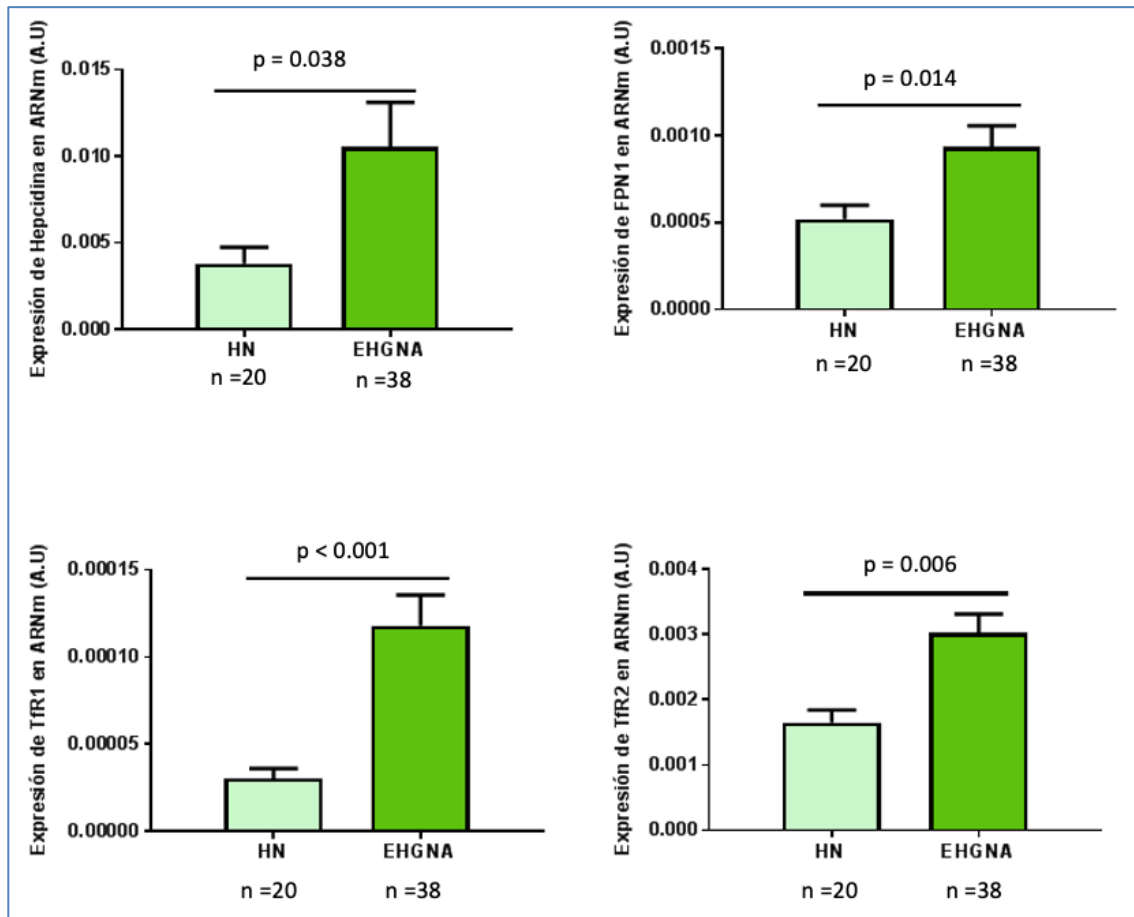 Expresión de Hepcidina en ARNm (A.U)
0.015
0.010
0.005
0.000
p = 0.038
HN
EHGNA
n =20
n =38
Expresión de FPN1 en ARNm (A.U)
0.0015
0.0010
0.0005
0.0000
p = 0.014
HN
EHGNA
n =20
n =38
Expresión de TfR1 en ARNm (A.U)
0.00015
0.00010
0.00005
0.00000
p < 0.001
HN
EHGNA
n =20
n =38
Expresión de TfR2 en ARNm (A.U)
0.004
0.003
0.002
0.001
0.000
p = 0.006
HN
EHGNA
n =20
n =38